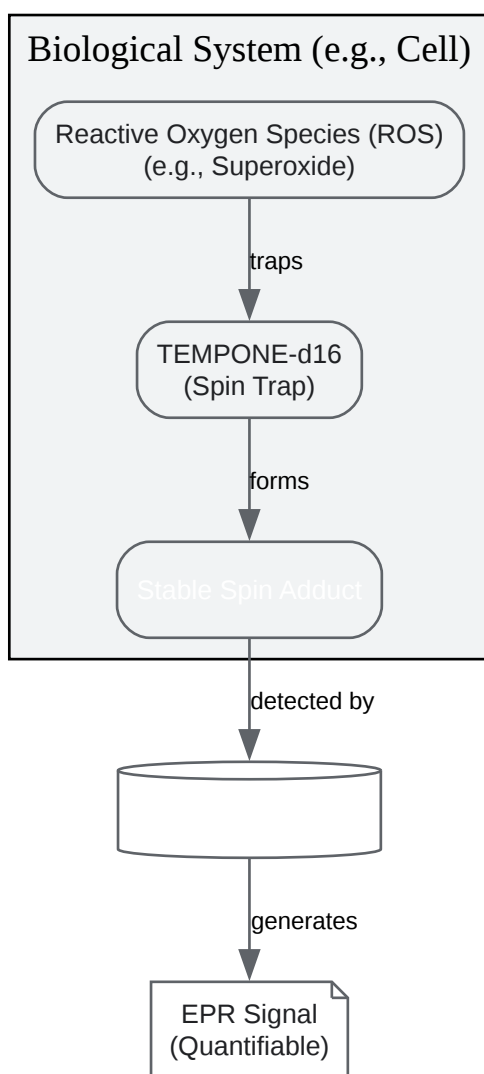 Biological System (e.g., Cell)
Reactive Oxygen Species (ROS)
(e.g., Superoxide)
traps
TEMPONE-d16
(Spin Trap)
forms
Stable Spin Adduct
detected by
generates
EPR Signal
(Quantifiable)